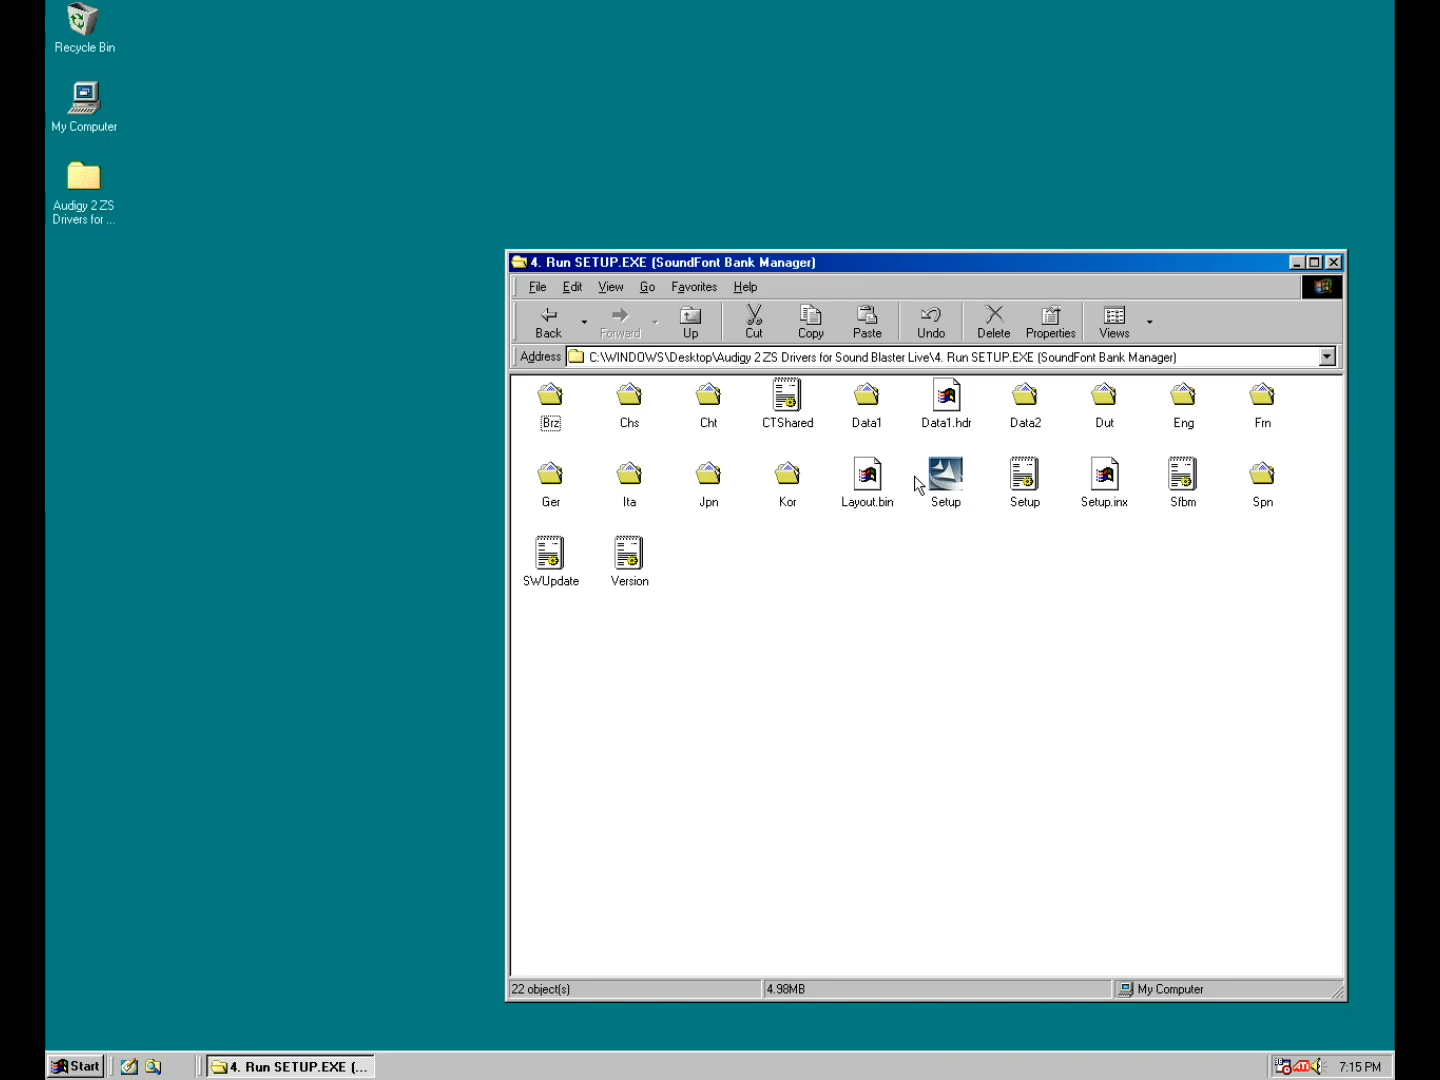 Recycle Bin
My Computer
Audigy 2 ZS
Drivers for ...
4. Run SETUP.EXE (SoundFont Bank Manager)
File Edit View Go Favorites Help
Back Forward Up Cut Copy Paste Undo Delete Properties Views
Address C:\WINDOWS\Desktop\Audigy 2 ZS Drivers for Sound Blaster Live\4. Run SETUP.EXE (SoundFont Bank Manager)
Brz Chs Cht CTShared Data1 Data1.hdr Data2 Dut Eng Frn
Ger Ita Jpn Kor Layout.bin Setup Setup Setup.inx Sfbm Spn
SWUpdate Version
22 object(s) 4.98MB My Computer
Start 4. Run SETUP.EXE (... 7:15 PM